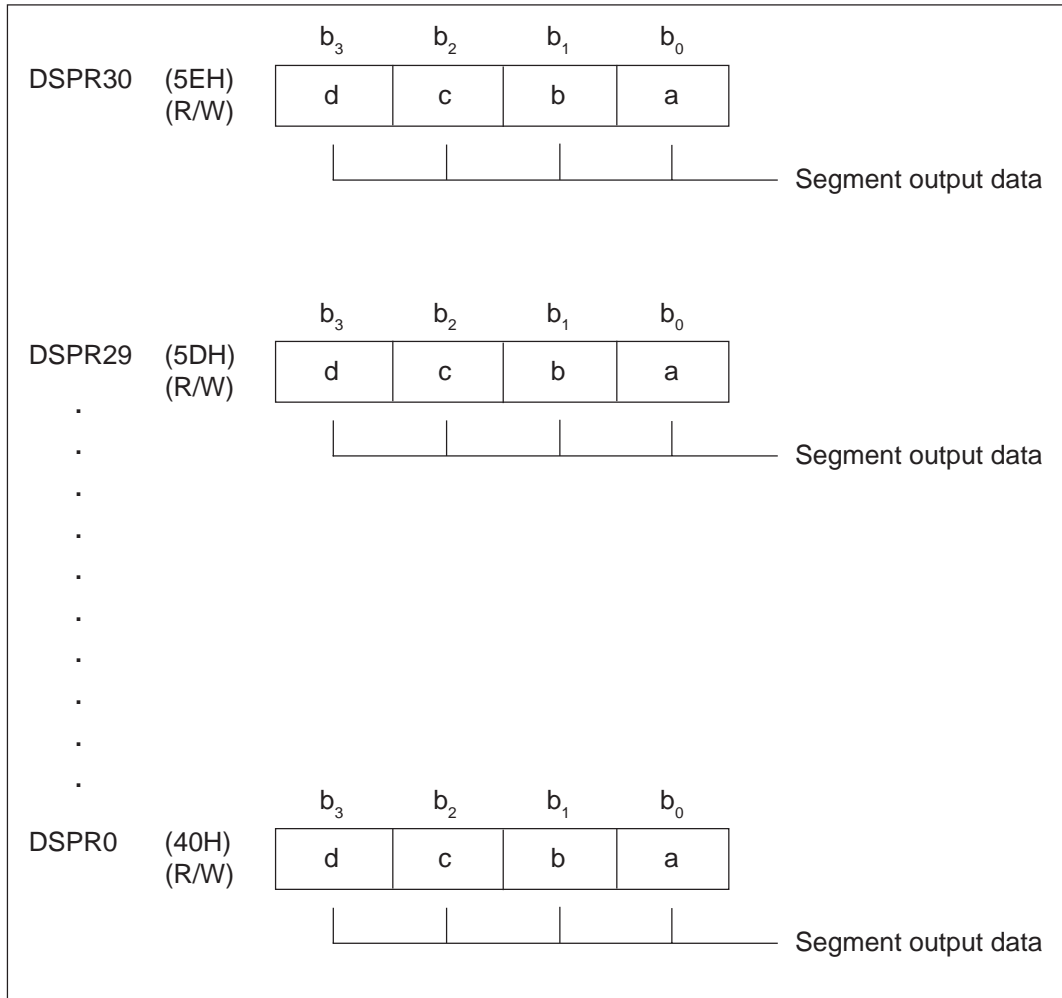 b3 b2 b1 b0
DSPR30 (5EH) d c b a
(R/W)
Segment output data
b3 b2 b1 b0
DSPR29 (5DH) d c b a
(R/W)
.
.
Segment output data
.
.
.
.
.
.
.
.
b3 b2 b1 b0
DSPR0 (40H) d c b a
(R/W)
Segment output data